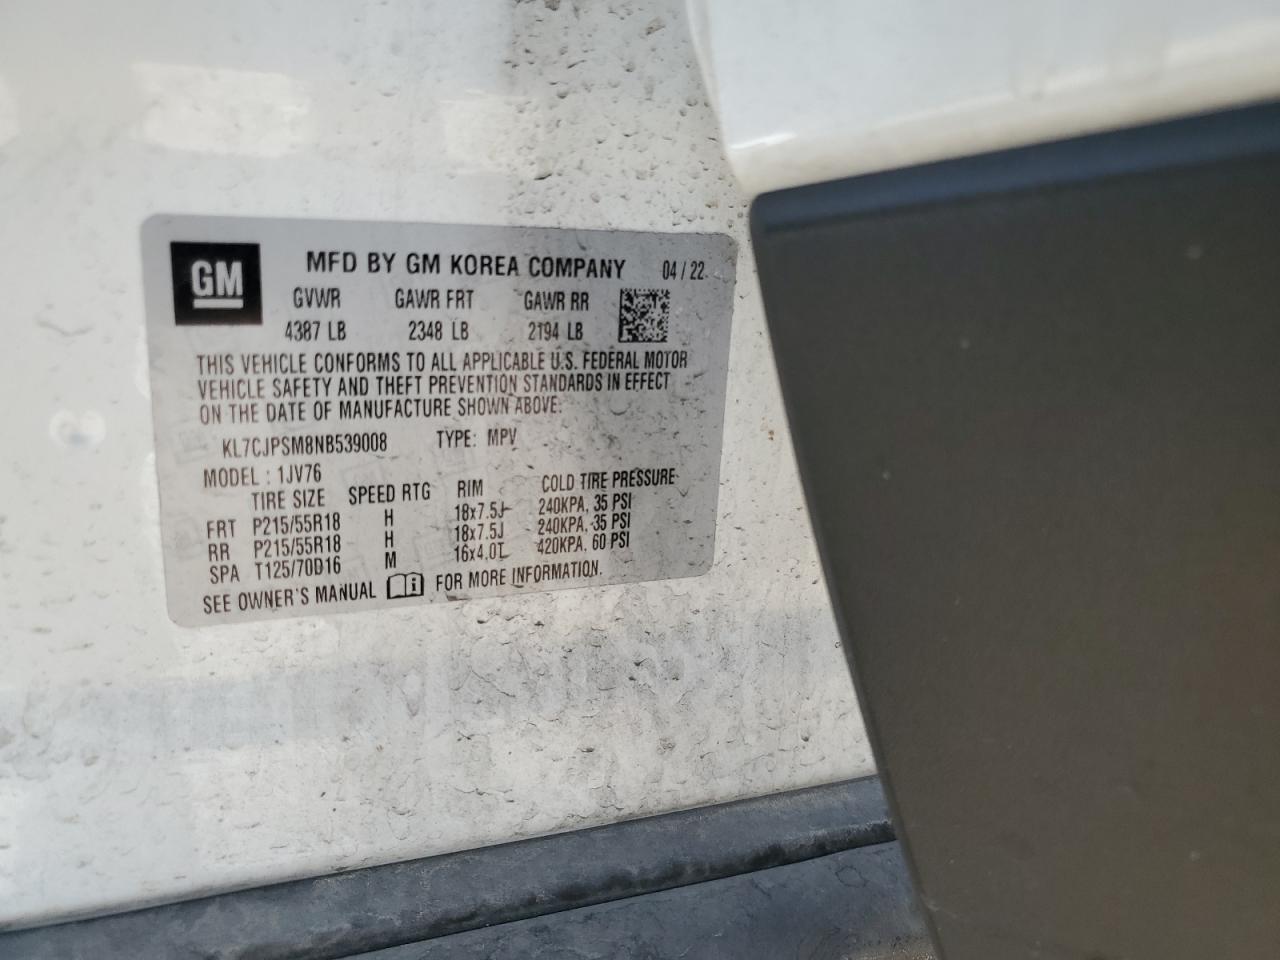 GM MFD BY GM KOREA COMPANY 04 / 22
GVWR GAWR FRT GAWR RR
4387 LB 2348 LB 2194 LB
THIS VEHICLE CONFORMS TO ALL APPLICABLE U.S. FEDERAL MOTOR
VEHICLE SAFETY AND THEFT PREVENTION STANDARDS IN EFFECT
ON THE DATE OF MANUFACTURE SHOWN ABOVE.
KL7CJPSM8NB539008 TYPE: MPV
MODEL : 1JV76
TIRE SIZE SPEED RTG RIM COLD TIRE PRESSURE
FRT P215/55R18 H 18x7.5J 240KPA, 35 PSI
RR P215/55R18 H 18x7.5J 240KPA, 35 PSI
SPA T125/70D16 M 16x4.0T 420KPA, 60 PSI
SEE OWNER'S MANUAL FOR MORE INFORMATION.